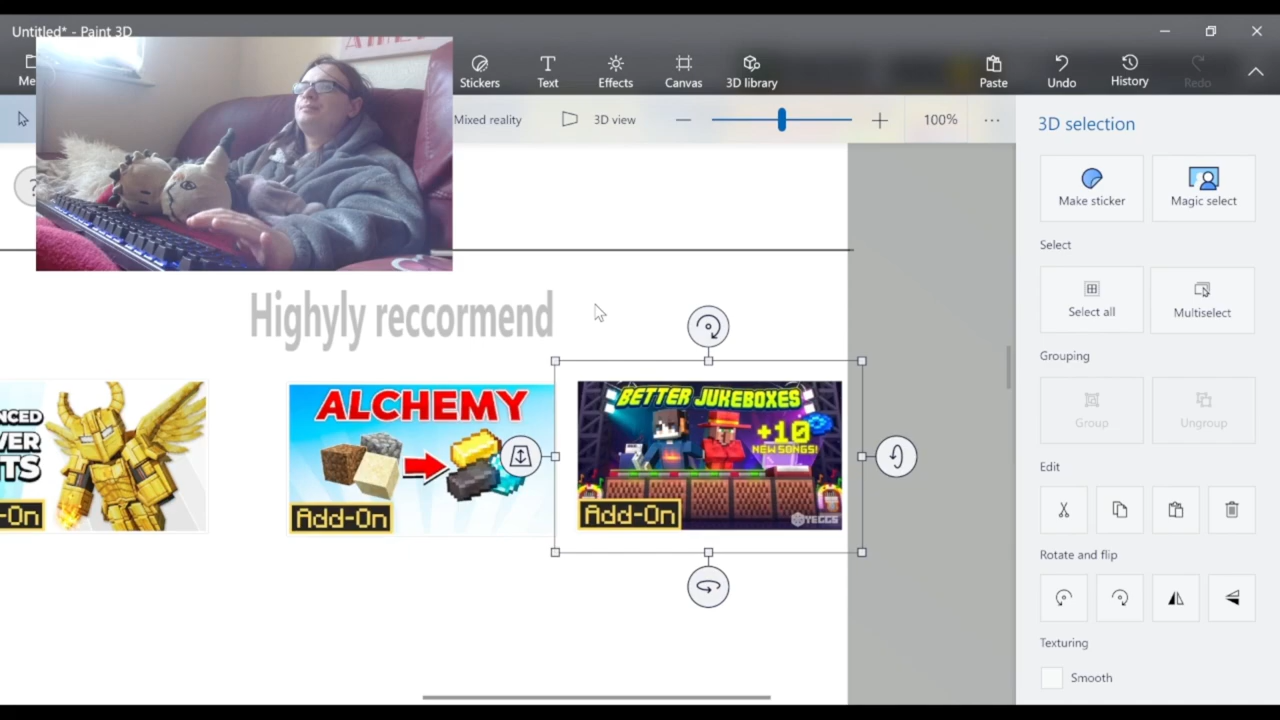 Untitled* - Paint 3D
Me
Stickers
Text
Effects
Canvas
3D library
Paste
Undo
History
Redo
Mixed reality
3D view
100%
3D selection
Make sticker
Magic select
Select
Select all
Multiselect
Grouping
Group
Ungroup
Edit
Rotate and flip
Texturing
Smooth
?
Highyly reccormend
NCED
VER
TS
-On
ALCHEMY
Add-On
BETTER JUKEBOXES
+10
NEW SONGS!
Add-On
YEGGS